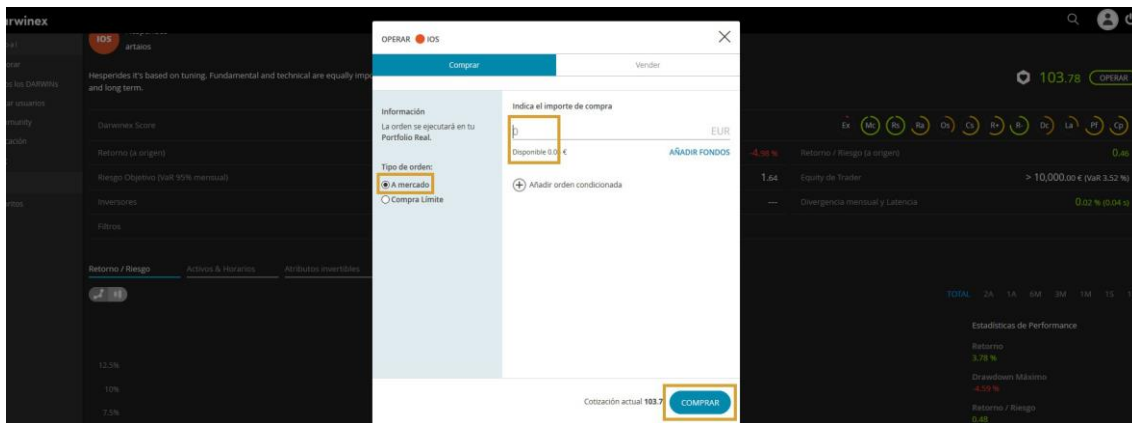 rwinex
IOS
artaios
Hesperides it's based on tuning. Fundamental and technical are equally imp
and long term.
103.78
OPERAR
OPERAR IOS
Comprar
Vender
Información
La orden se ejecutará en tu
Portfolio Real.
Tipo de orden:
A mercado
Compra Límite
Indica el importe de compra
0
EUR
Disponible 0.0 €
AÑADIR FONDOS
Añadir orden condicionada
Cotización actual 103.7
COMPRAR
los DARWINs
ar usuarios
Darwinex Score
Ex Mc Rs Ra Os Cs R+ R- Dc La Pf Cp
Retorno (a origen)
-4.98 %
Retorno / Riesgo (a origen)
0.46
Riesgo Objetivo (VaR 95% mensual)
1.64
Equity de Trader
> 10,000.00 € (VaR 3.52 %)
Inversores
---
Divergencia mensual y Latencia
0.02 % (0.04 s)
Filtros
Retorno / Riesgo
Activos & Horarios
Atributos invertibles
TOTAL 2A 1A 6M 3M 1M 1S
Estadísticas de Performance
Retorno
3.78 %
Drawdown Máximo
-4.59 %
Retorno / Riesgo
0.48
12.5%
10%
7.5%